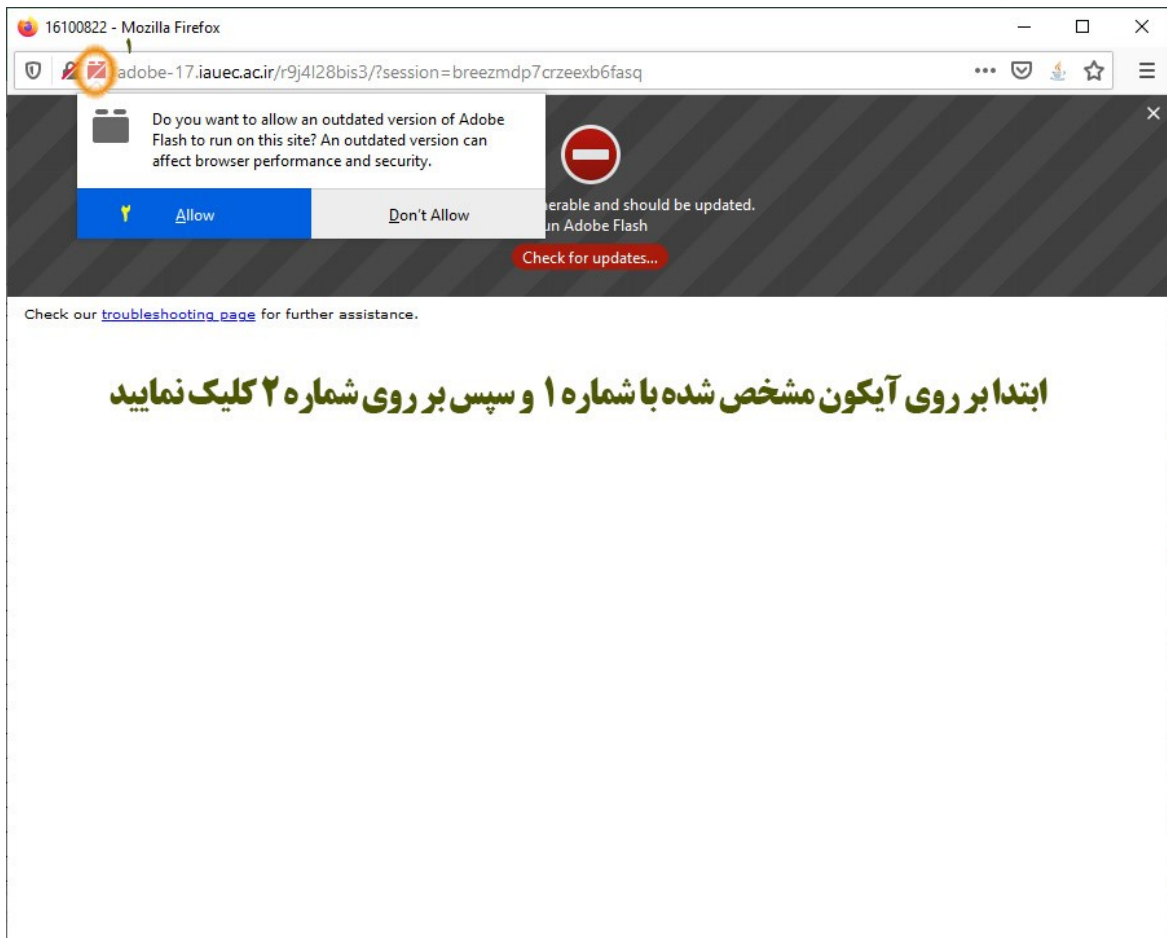 16100822 - Mozilla Firefox
۱
adobe-17.iauec.ac.ir/r9j4l28bis3/?session=breezmdp7crzeexb6fasq
Do you want to allow an outdated version of Adobe
Flash to run on this site? An outdated version can
affect browser performance and security.
۲ Allow Don't Allow
and should be updated.
Adobe Flash
Check for updates...
Check our troubleshooting page for further assistance.
ابتدا بر روی آیکون مشخص شده با شماره ۱ و سپس بر روی شماره ۲ کلیک نمایید